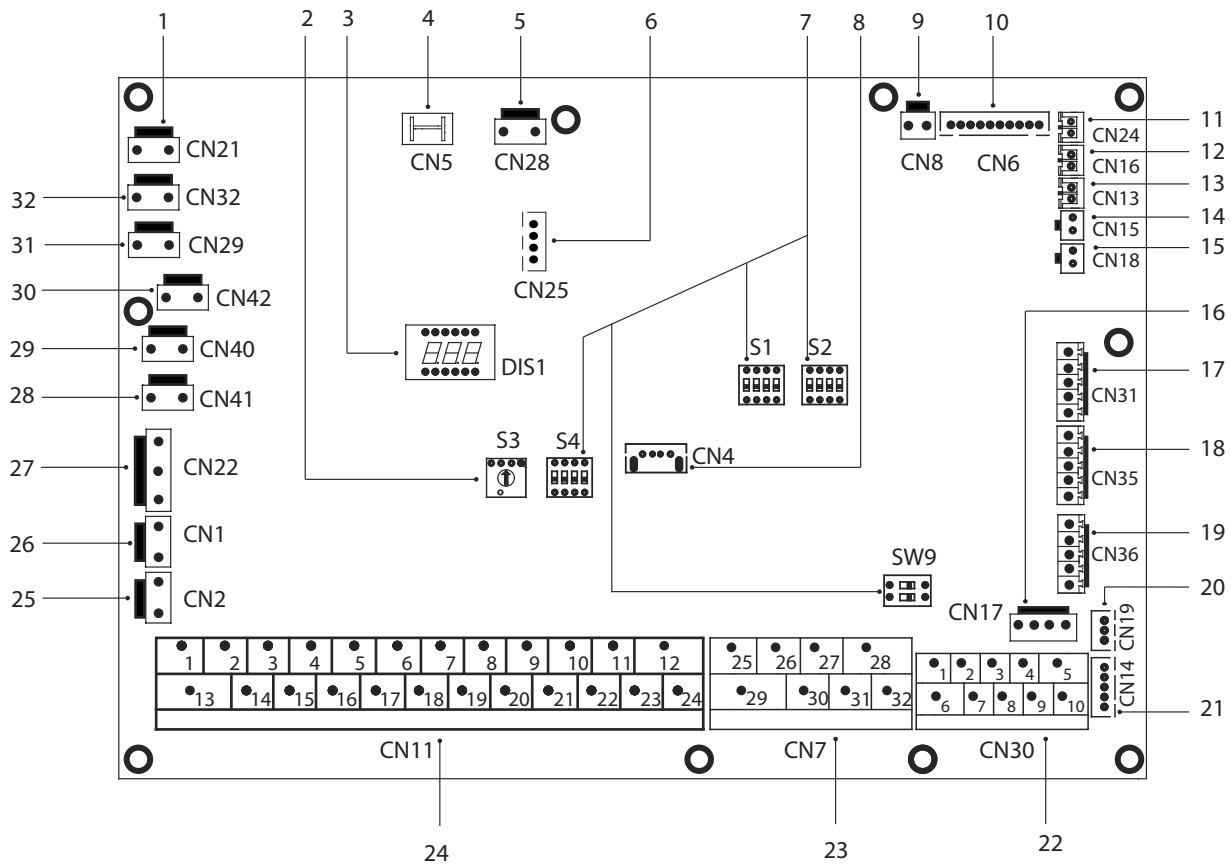 1 2 3 4 5 6 7 8 9 10
CN21
CN5
CN28
CN8
CN6
CN24
11
CN16
12
CN13
13
CN15
14
CN18
15
32
CN32
31
CN29
30
CN42
CN25
16
29
CN40
DIS1
S1
S2
28
CN41
CN31
17
27
CN22
S3
S4
CN4
CN35
18
26
CN1
SW9
CN36
19
25
CN2
CN17
CN19
20
1 2 3 4 5 6 7 8 9 10 11 12
25 26 27 28
1 2 3 4 5
13 14 15 16 17 18 19 20 21 22 23 24
29 30 31 32
6 7 8 9 10
CN14
21
CN11
CN7
CN30
24
23
22